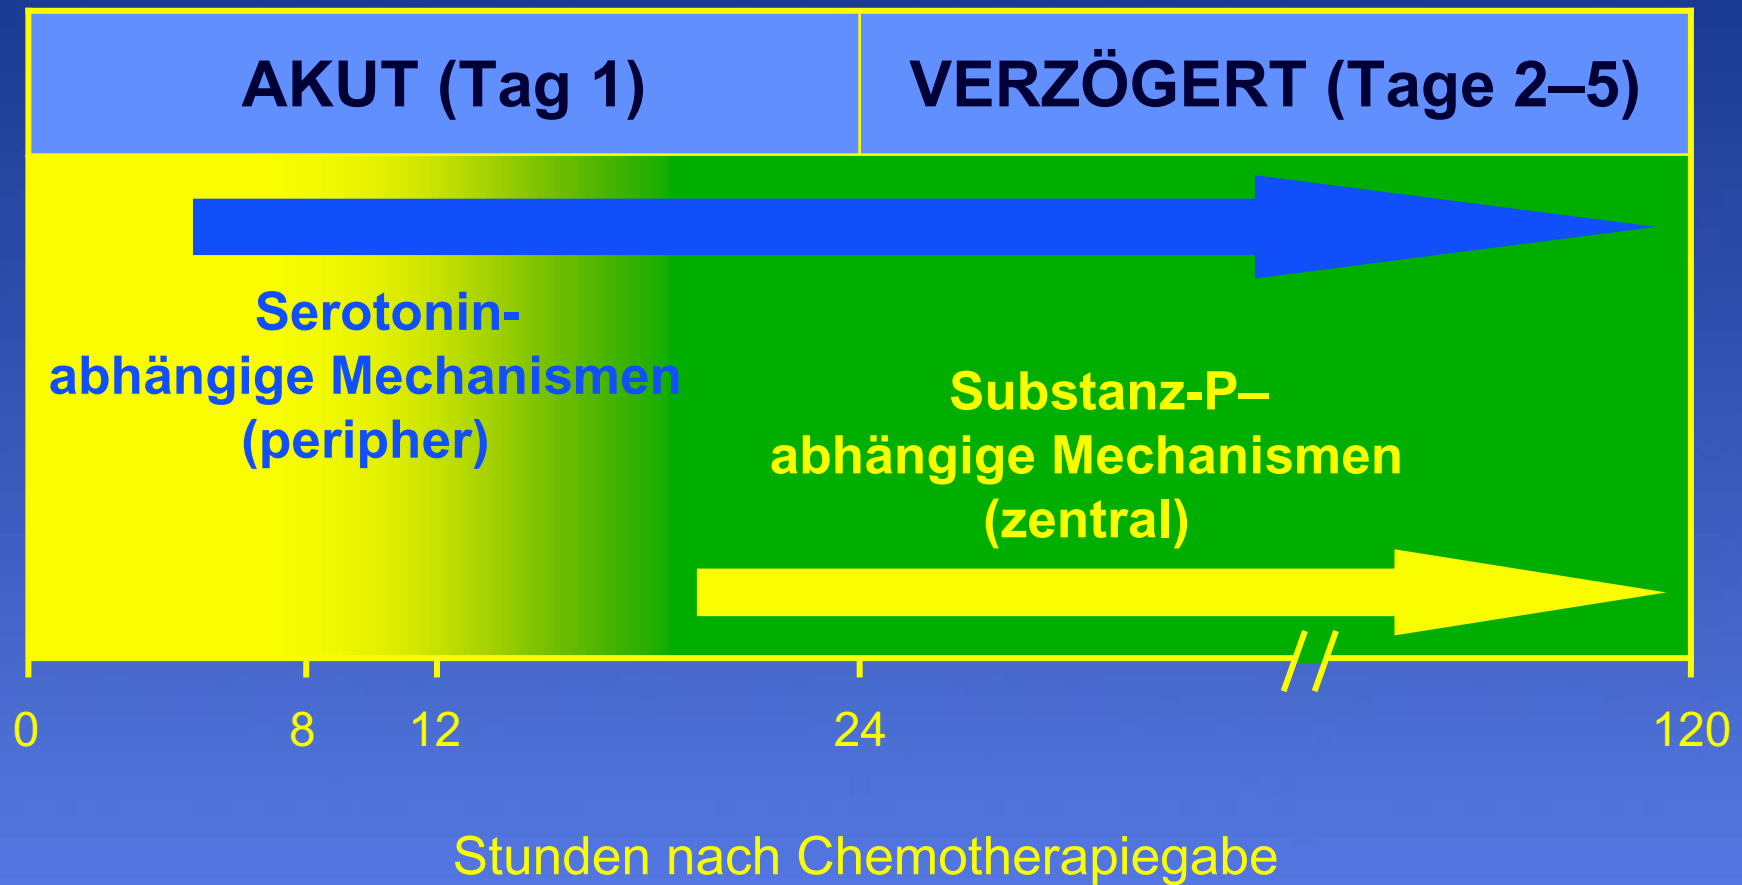 AKUT (Tag 1)
VERZÖGERT (Tage 2–5)
Serotonin-
abhängige Mechanismen
(peripher)
Substanz-P–
abhängige Mechanismen
(zentral)
0 8 12 24 120
Stunden nach Chemotherapiegabe